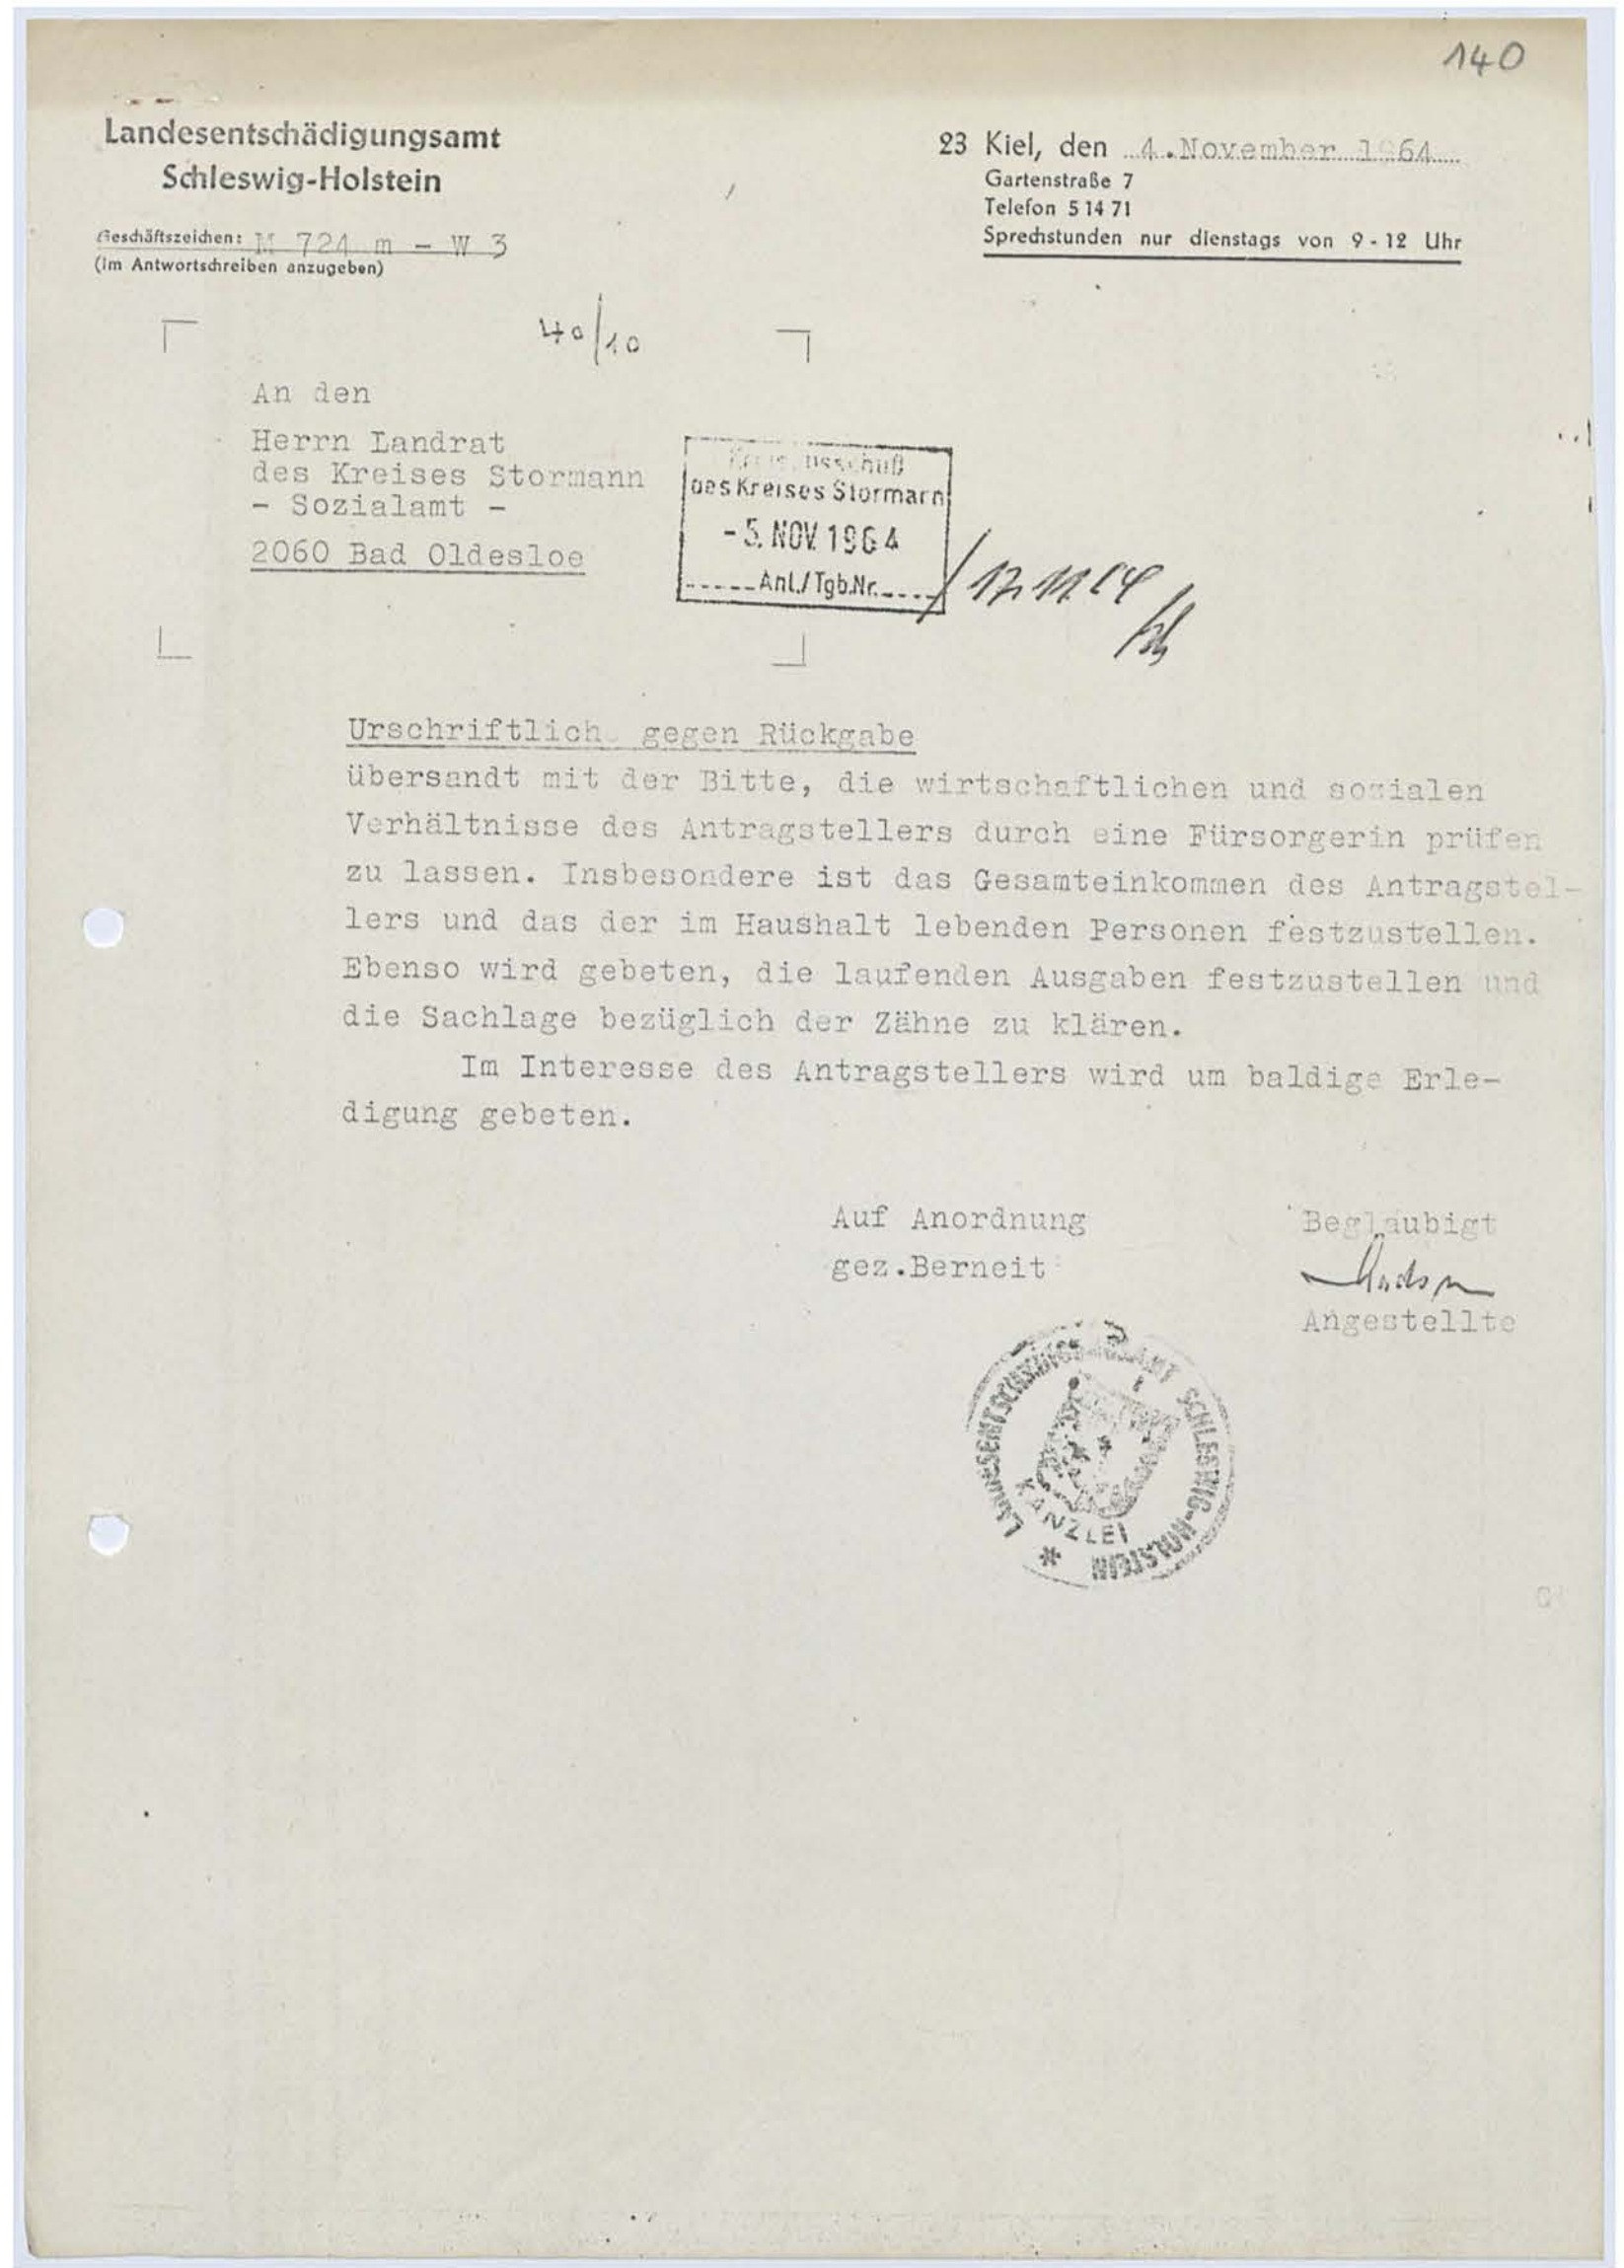 140
Landesentschädigungsamt
Schleswig-Holstein
23 Kiel, den 4. November 1964
Gartenstraße 7
Telefon 5 14 71
Sprechstunden nur dienstags von 9 - 12 Uhr
Geschäftszeichen: M 724 m - W 3
(Im Antwortschreiben anzugeben)
40/10
An den
Herrn Landrat
des Kreises Stormann
- Sozialamt -
2060 Bad Oldesloe
Kreisausschuß
des Kreises Stormarn
-5. NOV. 1964
Anl./Tgb.Nr.
Urschriftlich gegen Rückgabe
übersandt mit der Bitte, die wirtschaftlichen und sozialen
Verhältnisse des Antragstellers durch eine Fürsorgerin prüfen
zu lassen. Insbesondere ist das Gesamteinkommen des Antragstel-
lers und das der im Haushalt lebenden Personen festzustellen.
Ebenso wird gebeten, die laufenden Ausgaben festzustellen und
die Sachlage bezüglich der Zähne zu klären.
Im Interesse des Antragstellers wird um baldige Erle-
digung gebeten.
Auf Anordnung
gez.Berneit
Beglaubigt
Angestellte
LANDESENTSCHÄDIGUNGSAMT SCHLESWIG-HOLSTEIN
KANZLEI